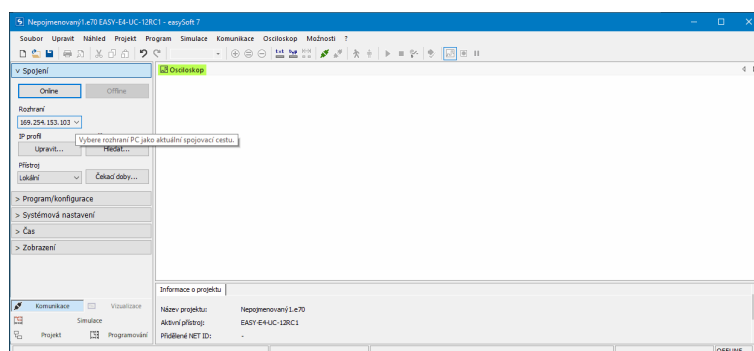 Nepojmenovaný1.e70 EASY-E4-UC-12RC1 - easySoft 7
Soubor Upravit Náhled Projekt Program Simulace Komunikace Osciloskop Možnosti ?
v Spojení
Osciloskop
Online Offline
Rozhraní
169.254.153.103
Vybere rozhraní PC jako aktuální spojovací cestu.
IP profil
Upravit... Hledat...
Přístroj
Lokální Čekací doby...
> Program/konfigurace
> Systémová nastavení
> Čas
> Zobrazení
Informace o projektu
Komunikace Vizualizace
Simulace
Projekt Programování
Název projektu: Nepojmenovaný1.e70
Aktivní přístroj: EASY-E4-UC-12RC1
Přidělené NET ID: -
OFFLINE